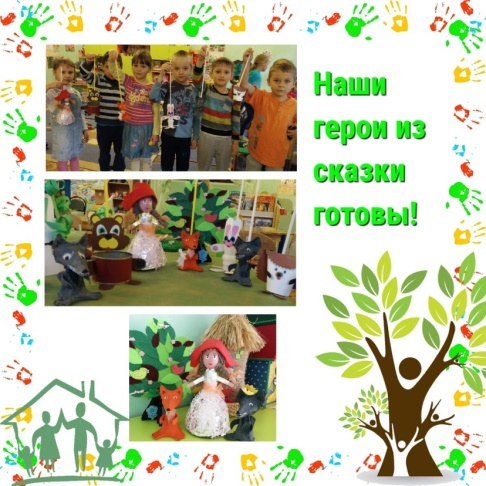 Наши
герои из
сказки
готовы!